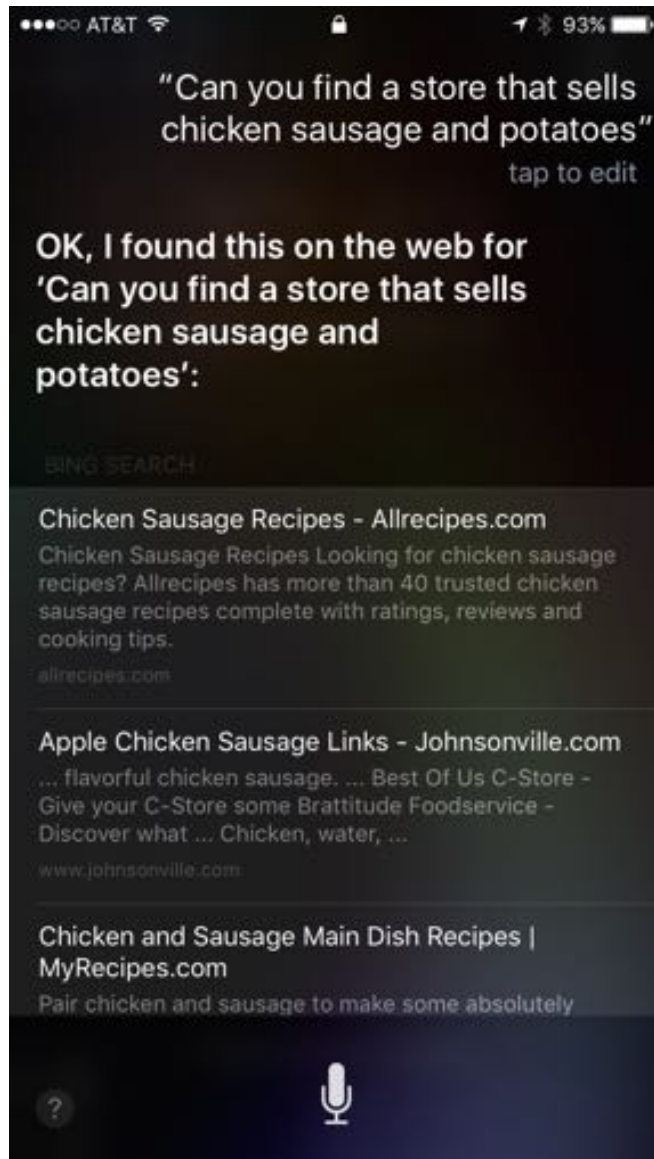 AT&T 93%
"Can you find a store that sells
chicken sausage and potatoes"
tap to edit
OK, I found this on the web for
'Can you find a store that sells
chicken sausage and
potatoes':
BING SEARCH
Chicken Sausage Recipes - Allrecipes.com
Chicken Sausage Recipes Looking for chicken sausage
recipes? Allrecipes has more than 40 trusted chicken
sausage recipes complete with ratings, reviews and
cooking tips.
allrecipes.com
Apple Chicken Sausage Links - Johnsonville.com
... flavorful chicken sausage. ... Best Of Us C-Store -
Give your C-Store some Brattitude Foodservice -
Discover what ... Chicken, water, ...
www.johnsonville.com
Chicken and Sausage Main Dish Recipes |
MyRecipes.com
Pair chicken and sausage to make some absolutely
?